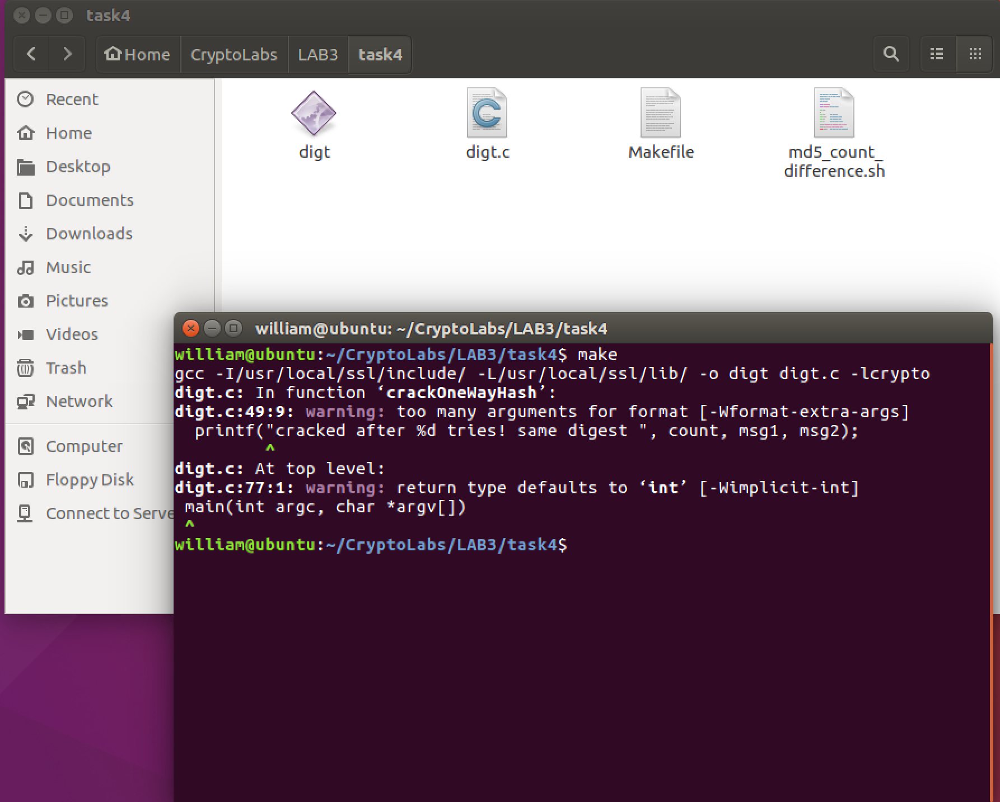 task4
Home CryptoLabs LAB3 task4
Recent
Home
Desktop
Documents
Downloads
Music
Pictures
Videos
Trash
Network
Computer
Floppy Disk
Connect to Serve
digt
digt.c
Makefile
md5_count_
difference.sh
william@ubuntu: ~/CryptoLabs/LAB3/task4
william@ubuntu:~/CryptoLabs/LAB3/task4$ make
gcc -I/usr/local/ssl/include/ -L/usr/local/ssl/lib/ -o digt digt.c -lcrypto
digt.c: In function ‘crackOneWayHash’:
digt.c:49:9: warning: too many arguments for format [-Wformat-extra-args]
  printf("cracked after %d tries! same digest ", count, msg1, msg2);
         ^
digt.c: At top level:
digt.c:77:1: warning: return type defaults to ‘int’ [-Wimplicit-int]
 main(int argc, char *argv[])
 ^
william@ubuntu:~/CryptoLabs/LAB3/task4$